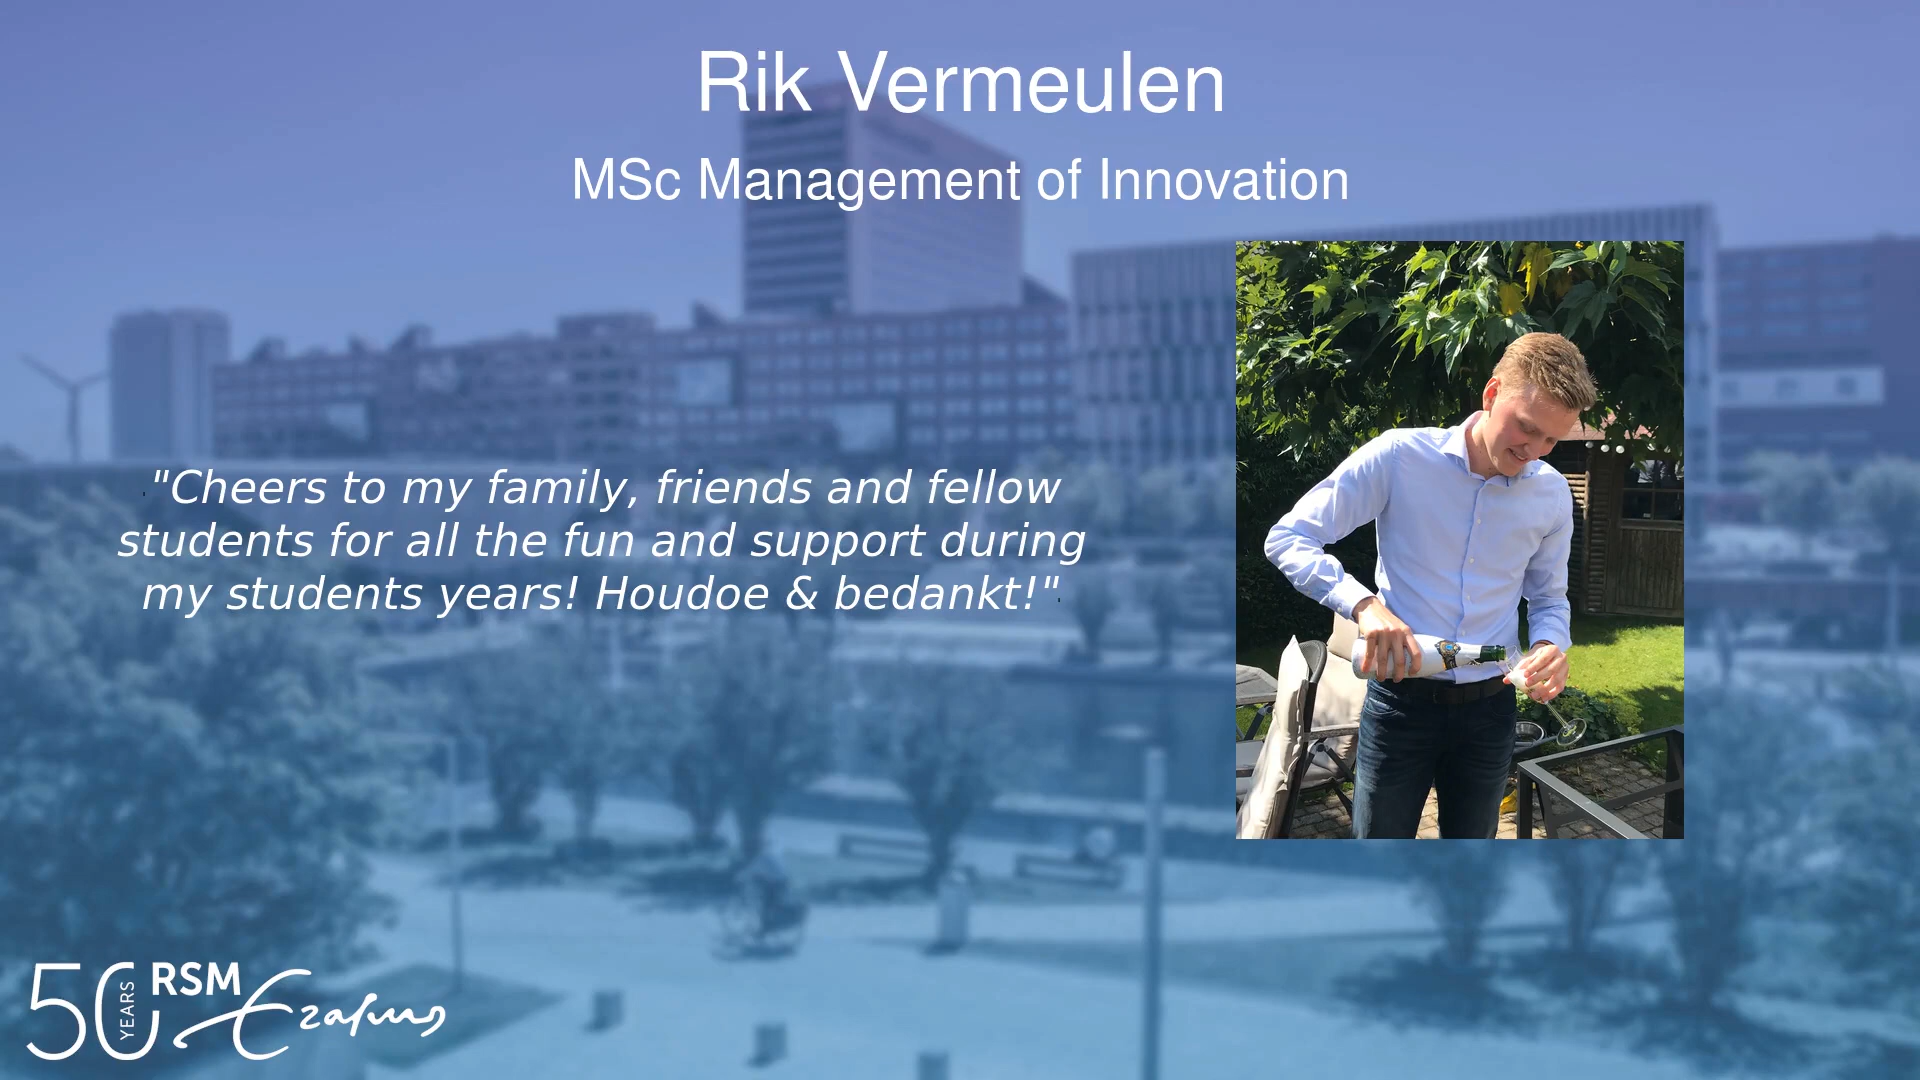 Rik Vermeulen
MSc Management of Innovation
"Cheers to my family, friends and fellow
students for all the fun and support during
my students years! Houdoe & bedankt!"
50 YEARS RSM Erasmus